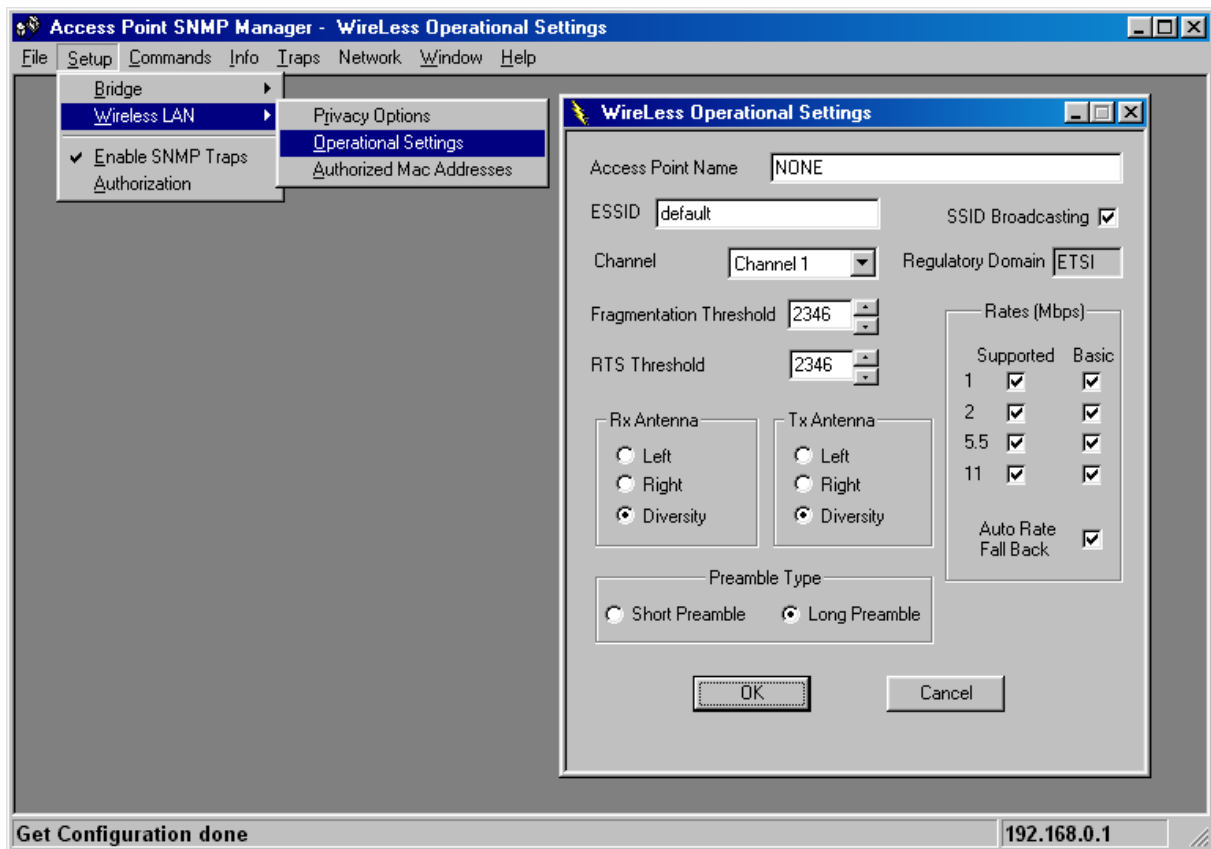 Access Point SNMP Manager - WireLess Operational Settings
File Setup Commands Info Traps Network Window Help
Bridge
Wireless LAN
Enable SNMP Traps
Authorization
Privacy Options
Operational Settings
Authorized Mac Addresses
WireLess Operational Settings
Access Point Name NONE
ESSID default
SSID Broadcasting
Channel Channel 1
Regulatory Domain ETSI
Fragmentation Threshold 2346
RTS Threshold 2346
Rates (Mbps)
Supported Basic
1
2
5.5
11
Auto Rate
Fall Back
Rx Antenna
Left
Right
Diversity
Tx Antenna
Left
Right
Diversity
Preamble Type
Short Preamble Long Preamble
OK Cancel
Get Configuration done 192.168.0.1